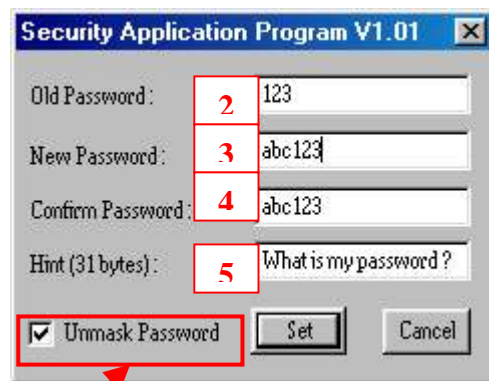 Security Application Program V1.01
Old Password : 2 123
New Password : 3 abc123
Confirm Password : 4 abc123
Hint (31 bytes) : 5 What is my password ?
Unmask Password Set Cancel